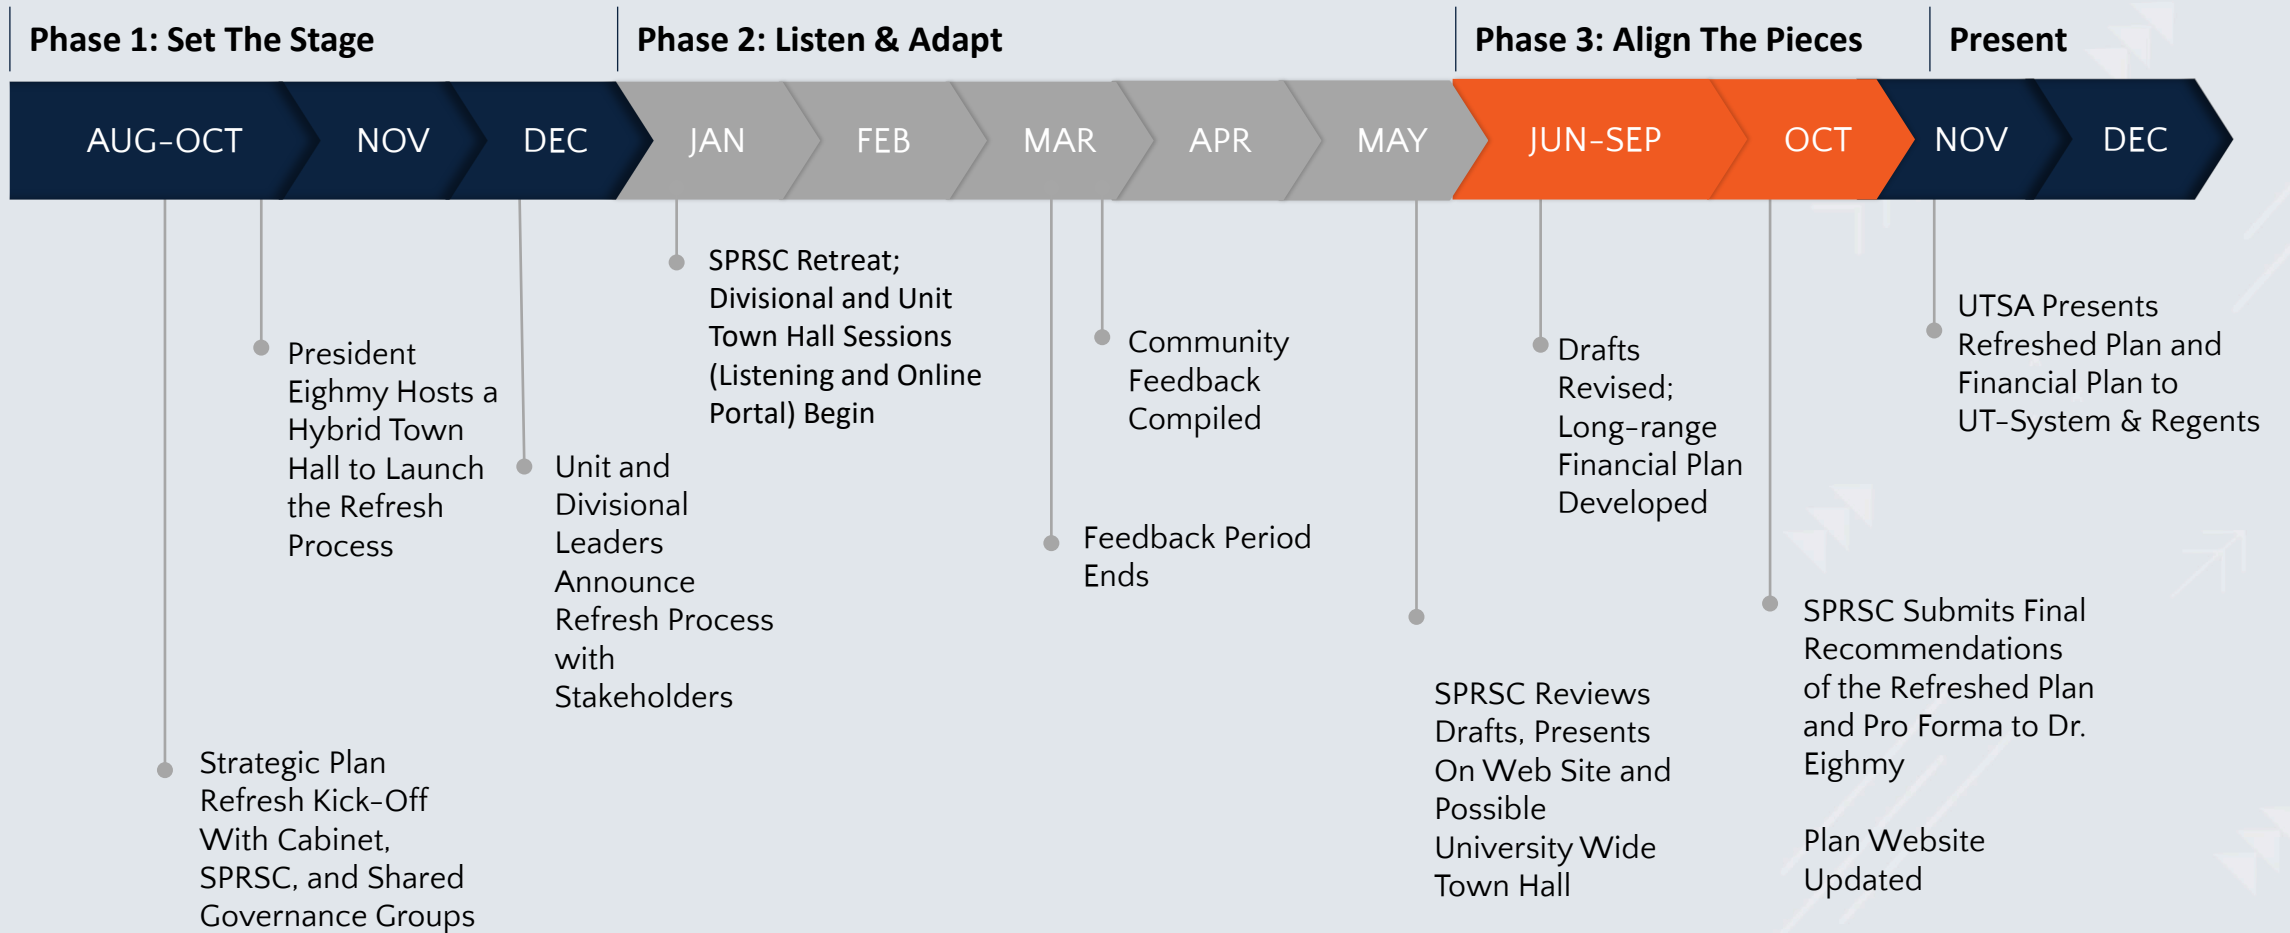 Phase 1: Set The Stage
Phase 2: Listen & Adapt
Phase 3: Align The Pieces
Present
AUG-OCT
NOV
DEC
JAN
FEB
MAR
APR
MAY
JUN-SEP
OCT
NOV
DEC
Strategic Plan
Refresh Kick-Off
With Cabinet,
SPRSC, and Shared
Governance Groups
President
Eighmy Hosts a
Hybrid Town
Hall to Launch
the Refresh
Process
Unit and
Divisional
Leaders
Announce
Refresh Process
with
Stakeholders
SPRSC Retreat;
Divisional and Unit
Town Hall Sessions
(Listening and Online
Portal) Begin
Feedback Period
Ends
Community
Feedback
Compiled
SPRSC Reviews
Drafts, Presents
On Web Site and
Possible
University Wide
Town Hall
Drafts
Revised;
Long-range
Financial Plan
Developed
SPRSC Submits Final
Recommendations
of the Refreshed Plan
and Pro Forma to Dr.
Eighmy
Plan Website
Updated
UTSA Presents
Refreshed Plan and
Financial Plan to
UT-System & Regents